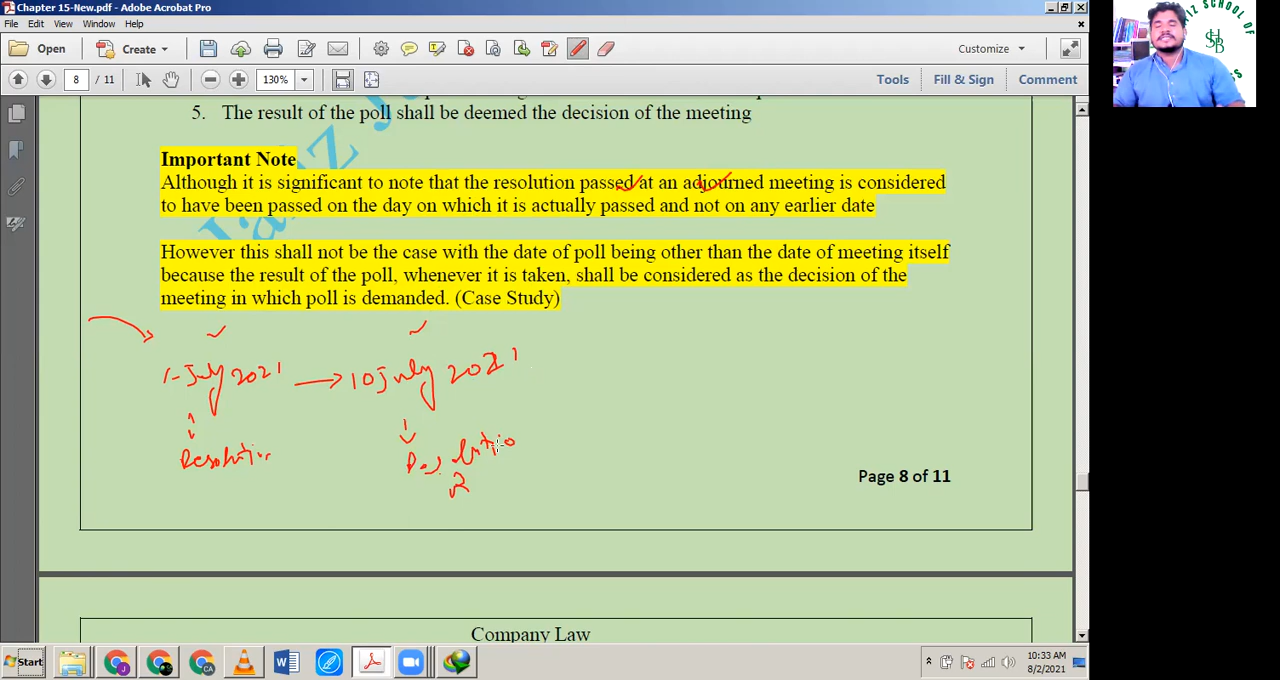 Chapter 15-New.pdf - Adobe Acrobat Pro
File Edit View Window Help
Open Create Customize
8 / 11 130% Tools Fill & Sign Comment
5. The result of the poll shall be deemed the decision of the meeting
Important Note
Although it is significant to note that the resolution passed at an adjourned meeting is considered
to have been passed on the day on which it is actually passed and not on any earlier date
However this shall not be the case with the date of poll being other than the date of meeting itself
because the result of the poll, whenever it is taken, shall be considered as the decision of the
meeting in which poll is demanded. (Case Study)
1-July 2021 10 July 2021
Resolution
Page 8 of 11
Company Law
Start
10:33 AM
8/2/2021
SCHOOL OF